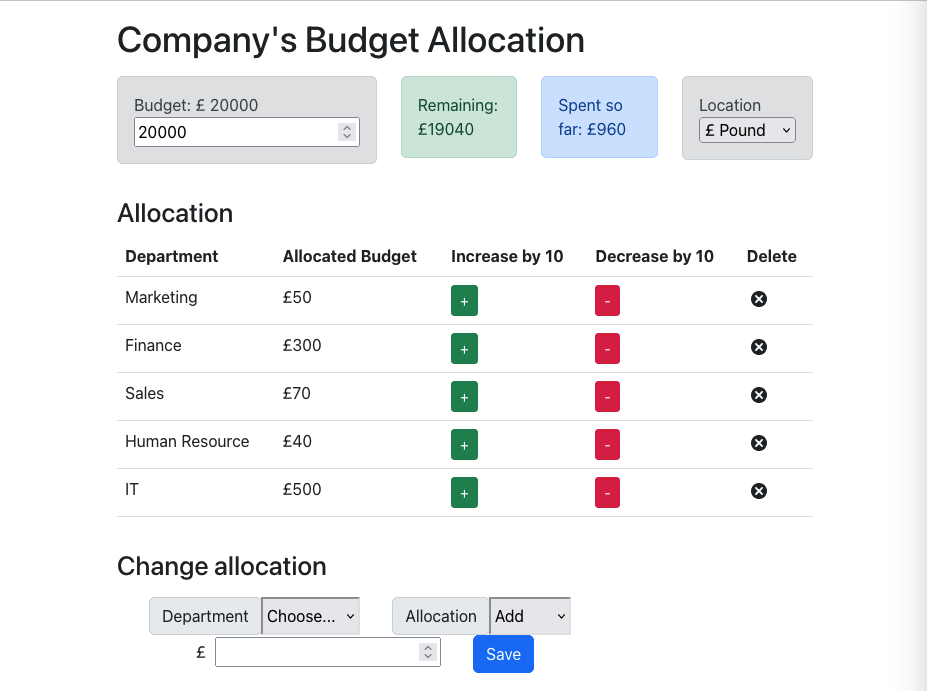 Company's Budget Allocation
Budget: £ 20000
20000
Remaining:
£19040
Spent so
far: £960
Location
£ Pound
Allocation
Department Allocated Budget Increase by 10 Decrease by 10 Delete
Marketing £50 + -
Finance £300 + -
Sales £70 + -
Human Resource £40 + -
IT £500 + -
Change allocation
Department Choose... Allocation Add
£ Save